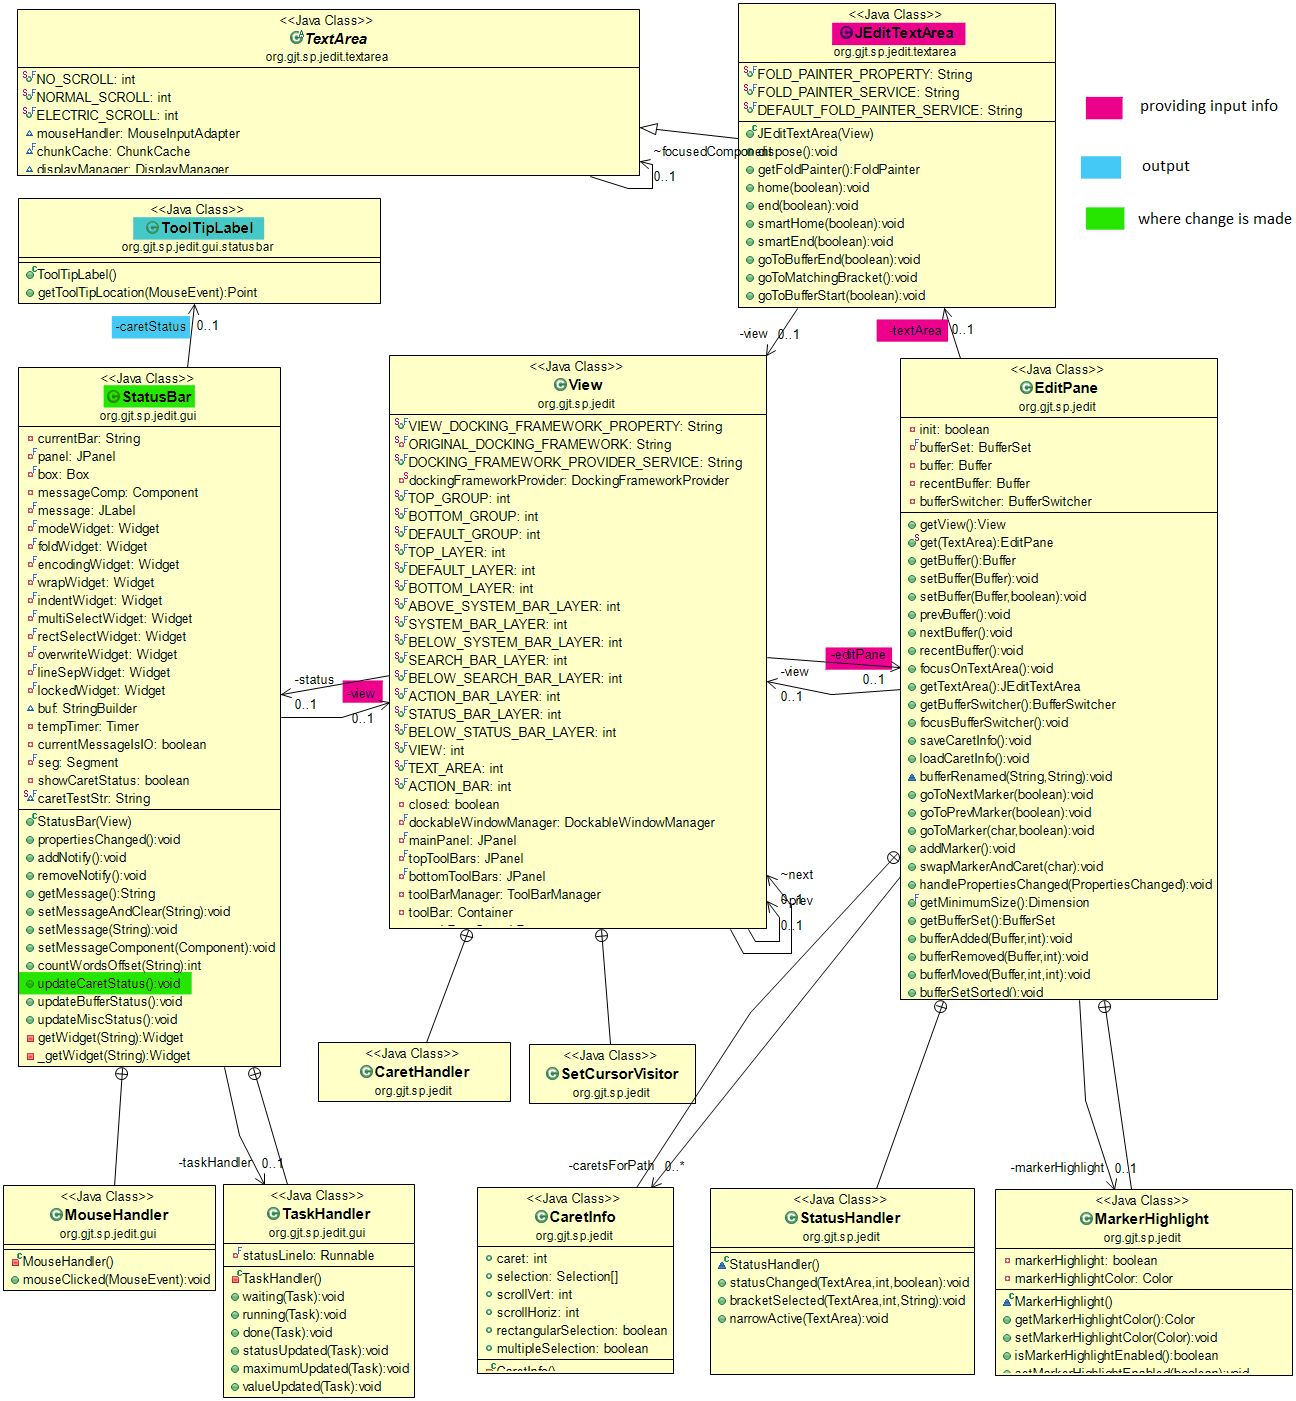 <<Java Class>>
TextArea
org.gjt.sp.jedit.textarea
NO_SCROLL: int
NORMAL_SCROLL: int
ELECTRIC_SCROLL: int
mouseHandler: MouseInputAdapter
chunkCache: ChunkCache
displayManager: DisplayManager
~focusedComponent
0..1
<<Java Class>>
JEditTextArea
org.gjt.sp.jedit.textarea
FOLD_PAINTER_PROPERTY: String
FOLD_PAINTER_SERVICE: String
DEFAULT_FOLD_PAINTER_SERVICE: String
JEditTextArea(View)
dispose():void
getFoldPainter():FoldPainter
home(boolean):void
end(boolean):void
smartHome(boolean):void
smartEnd(boolean):void
goToBufferEnd(boolean):void
goToMatchingBracket():void
goToBufferStart(boolean):void
providing input info
output
where change is made
<<Java Class>>
ToolTipLabel
org.gjt.sp.jedit.gui.statusbar
ToolTipLabel()
getToolTipLocation(MouseEvent):Point
-caretStatus
0..1
-view
0..1
-textArea
0..1
<<Java Class>>
StatusBar
org.gjt.sp.jedit.gui
currentBar: String
panel: JPanel
box: Box
messageComp: Component
message: JLabel
modeWidget: Widget
foldWidget: Widget
encodingWidget: Widget
wrapWidget: Widget
indentWidget: Widget
multiSelectWidget: Widget
rectSelectWidget: Widget
overwriteWidget: Widget
lineSepWidget: Widget
lockedWidget: Widget
buf: StringBuilder
tempTimer: Timer
currentMessageIsIO: boolean
seg: Segment
showCaretStatus: boolean
caretTestStr: String
StatusBar(View)
propertiesChanged():void
addNotify():void
removeNotify():void
getMessage():String
setMessageAndClear(String):void
setMessage(String):void
setMessageComponent(Component):void
countWordsOffset(String):int
updateCaretStatus():void
updateBufferStatus():void
updateMiscStatus():void
getWidget(String):Widget
_getWidget(String):Widget
-status
0..1
-view
0..1
<<Java Class>>
View
org.gjt.sp.jedit
VIEW_DOCKING_FRAMEWORK_PROPERTY: String
ORIGINAL_DOCKING_FRAMEWORK: String
DOCKING_FRAMEWORK_PROVIDER_SERVICE: String
dockingFrameworkProvider: DockingFrameworkProvider
TOP_GROUP: int
BOTTOM_GROUP: int
DEFAULT_GROUP: int
TOP_LAYER: int
DEFAULT_LAYER: int
BOTTOM_LAYER: int
ABOVE_SYSTEM_BAR_LAYER: int
SYSTEM_BAR_LAYER: int
BELOW_SYSTEM_BAR_LAYER: int
SEARCH_BAR_LAYER: int
BELOW_SEARCH_BAR_LAYER: int
ACTION_BAR_LAYER: int
STATUS_BAR_LAYER: int
BELOW_STATUS_BAR_LAYER: int
VIEW: int
TEXT_AREA: int
ACTION_BAR: int
closed: boolean
dockableWindowManager: DockableWindowManager
mainPanel: JPanel
topToolBars: JPanel
bottomToolBars: JPanel
toolBarManager: ToolBarManager
toolBar: Container
-editPane
0..1
-view
0..1
~next
0..1
~prev
0..1
<<Java Class>>
EditPane
org.gjt.sp.jedit
init: boolean
bufferSet: BufferSet
buffer: Buffer
recentBuffer: Buffer
bufferSwitcher: BufferSwitcher
getView():View
get(TextArea):EditPane
getBuffer():Buffer
setBuffer(Buffer):void
setBuffer(Buffer,boolean):void
prevBuffer():void
nextBuffer():void
recentBuffer():void
focusOnTextArea():void
getTextArea():JEditTextArea
getBufferSwitcher():BufferSwitcher
focusBufferSwitcher():void
saveCaretInfo():void
loadCaretInfo():void
bufferRenamed(String,String):void
goToNextMarker(boolean):void
goToPrevMarker(boolean):void
goToMarker(char,boolean):void
addMarker():void
swapMarkerAndCaret(char):void
handlePropertiesChanged(PropertiesChanged):void
getMinimumSize():Dimension
getBufferSet():BufferSet
bufferAdded(Buffer,int):void
bufferRemoved(Buffer,int):void
bufferMoved(Buffer,int,int):void
bufferSetSorted():void
<<Java Class>>
CaretHandler
org.gjt.sp.jedit
<<Java Class>>
SetCursorVisitor
org.gjt.sp.jedit
-taskHandler
0..1
-caretsForPath
0..*
-markerHighlight
0..1
<<Java Class>>
MouseHandler
org.gjt.sp.jedit.gui
MouseHandler()
mouseClicked(MouseEvent):void
<<Java Class>>
TaskHandler
org.gjt.sp.jedit.gui
statusLineIo: Runnable
TaskHandler()
waiting(Task):void
running(Task):void
done(Task):void
statusUpdated(Task):void
maximumUpdated(Task):void
valueUpdated(Task):void
<<Java Class>>
CaretInfo
org.gjt.sp.jedit
caret: int
selection: Selection[]
scrollVert: int
scrollHoriz: int
rectangularSelection: boolean
multipleSelection: boolean
CaretInfo()
<<Java Class>>
StatusHandler
org.gjt.sp.jedit
StatusHandler()
statusChanged(TextArea,int,boolean):void
bracketSelected(TextArea,int,String):void
narrowActive(TextArea):void
<<Java Class>>
MarkerHighlight
org.gjt.sp.jedit
markerHighlight: boolean
markerHighlightColor: Color
MarkerHighlight()
getMarkerHighlightColor():Color
setMarkerHighlightColor(Color):void
isMarkerHighlightEnabled():boolean
setMarkerHighlightEnabled(boolean):void